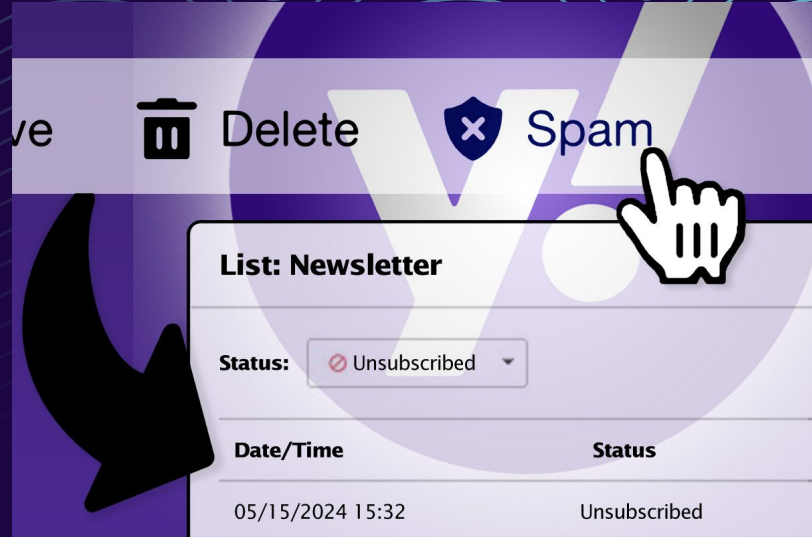 ve Delete Spam
List: Newsletter
Status: Unsubscribed
Date/Time Status
05/15/2024 15:32 Unsubscribed